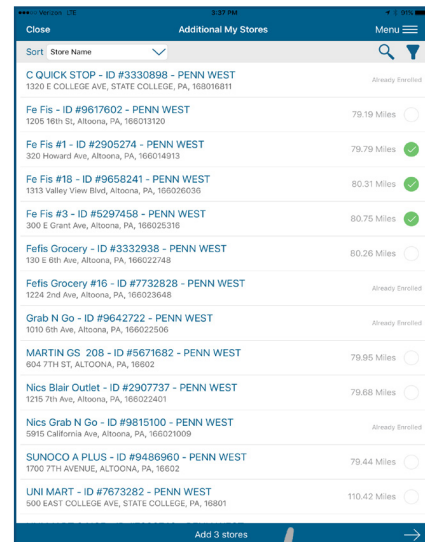 Verizon LTE 3:37 PM 91%
Close Additional My Stores Menu
Sort Store Name
C QUICK STOP - ID #3330898 - PENN WEST
1320 E COLLEGE AVE, STATE COLLEGE, PA, 168016811
Already Enrolled
Fe Fis - ID #9617602 - PENN WEST
1205 16th St, Altoona, PA, 166013120
79.19 Miles
Fe Fis #1 - ID #2905274 - PENN WEST
320 Howard Ave, Altoona, PA, 166014913
79.79 Miles
Fe Fis #18 - ID #9658241 - PENN WEST
1313 Valley View Blvd, Altoona, PA, 166026036
80.31 Miles
Fe Fis #3 - ID #5297458 - PENN WEST
300 E Grant Ave, Altoona, PA, 166025316
80.75 Miles
Fefis Grocery - ID #3332938 - PENN WEST
130 E 6th Ave, Altoona, PA, 166022748
80.26 Miles
Fefis Grocery #16 - ID #7732828 - PENN WEST
1224 2nd Ave, Altoona, PA, 166023648
Already Enrolled
Grab N Go - ID #9642722 - PENN WEST
1010 6th Ave, Altoona, PA, 166022506
Already Enrolled
MARTIN GS 208 - ID #5671682 - PENN WEST
604 7TH ST, ALTOONA, PA, 16602
79.95 Miles
Nics Blair Outlet - ID #2907737 - PENN WEST
1215 7th Ave, Altoona, PA, 166022401
79.68 Miles
Nics Grab N Go - ID #9815100 - PENN WEST
5915 California Ave, Altoona, PA, 166021009
Already Enrolled
SUNOCO A PLUS - ID #9486960 - PENN WEST
1700 7TH AVENUE, ALTOONA, PA, 16602
79.44 Miles
UNI MART - ID #7673282 - PENN WEST
500 EAST COLLEGE AVE, STATE COLLEGE, PA, 16801
110.42 Miles
Add 3 stores